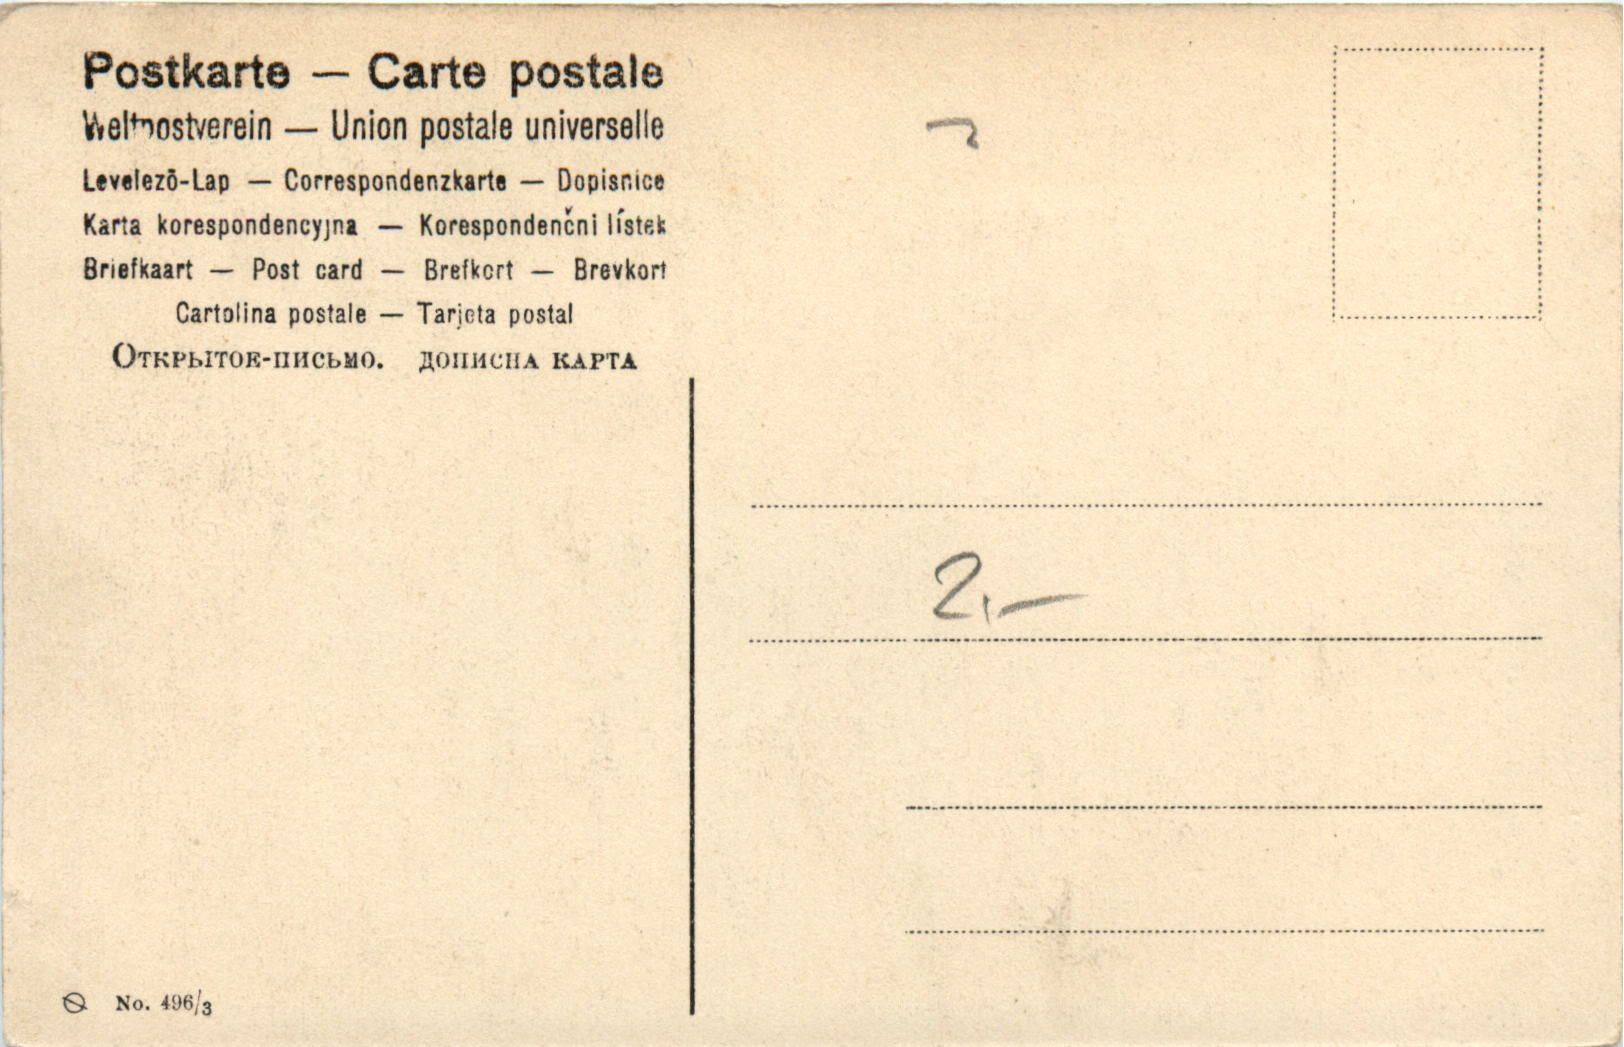 Postkarte — Carte postale
Weltpostverein — Union postale universelle
Levelezō-Lap — Correspondenzkarte — Dopisnice
Karta korespondencyjna — Korespondenčni lístek
Briefkaart — Post card — Brefkort — Brevkort
Cartolina postale — Tarjeta postal
Открытое-письмо. дописна карта
2,—
No. 496/3